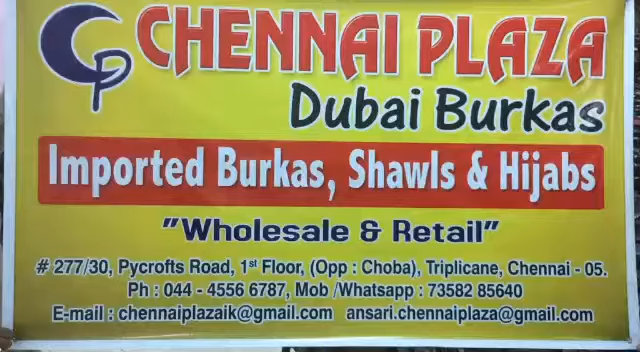 CP
CHENNAI PLAZA
Dubai Burkas
Imported Burkas, Shawls & Hijabs
"Wholesale & Retail"
# 277/30, Pycrofts Road, 1st Floor, (Opp : Choba), Triplicane, Chennai - 05.
Ph : 044 - 4556 6787, Mob /Whatsapp : 73582 85640
E-mail : chennaiplazaik@gmail.com ansari.chennaiplaza@gmail.com